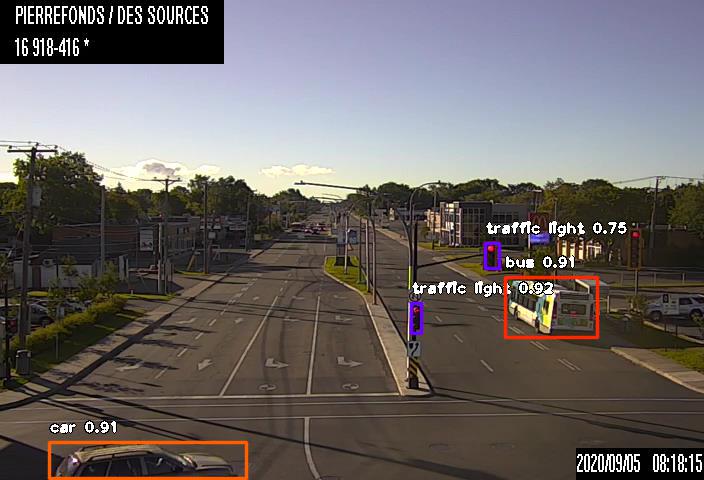 PIERREFONDS / DES SOURCES
16 918-416 *
traffic light 0.75
bus 0.91
traffic light 0.92
car 0.91
2020/09/05 08:18:15